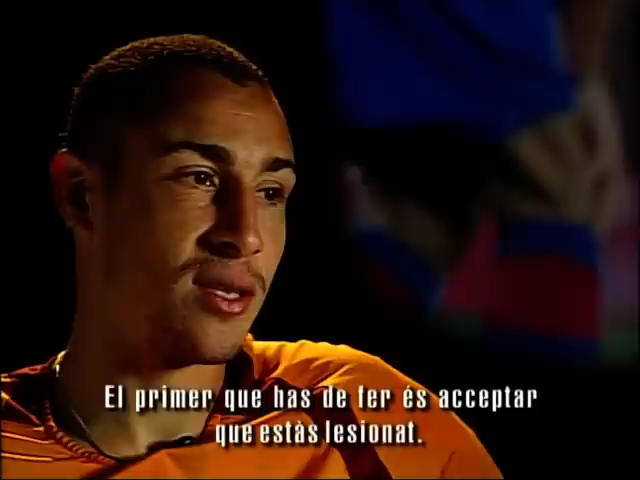 El primer que has de fer és acceptar
que estàs lesionat.